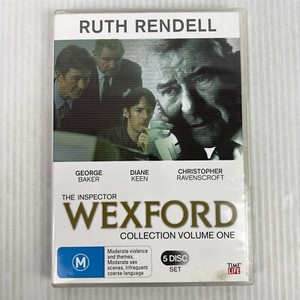 RUTH RENDELL
GEORGE BAKER
DIANE KEEN
CHRISTOPHER RAVENSCROFT
THE INSPECTOR
WEXFORD
COLLECTION VOLUME ONE
M
Moderate violence
and themes,
Moderate sex
scenes, Infrequent
coarse language
5 DISC
SET
TIME
LIFE